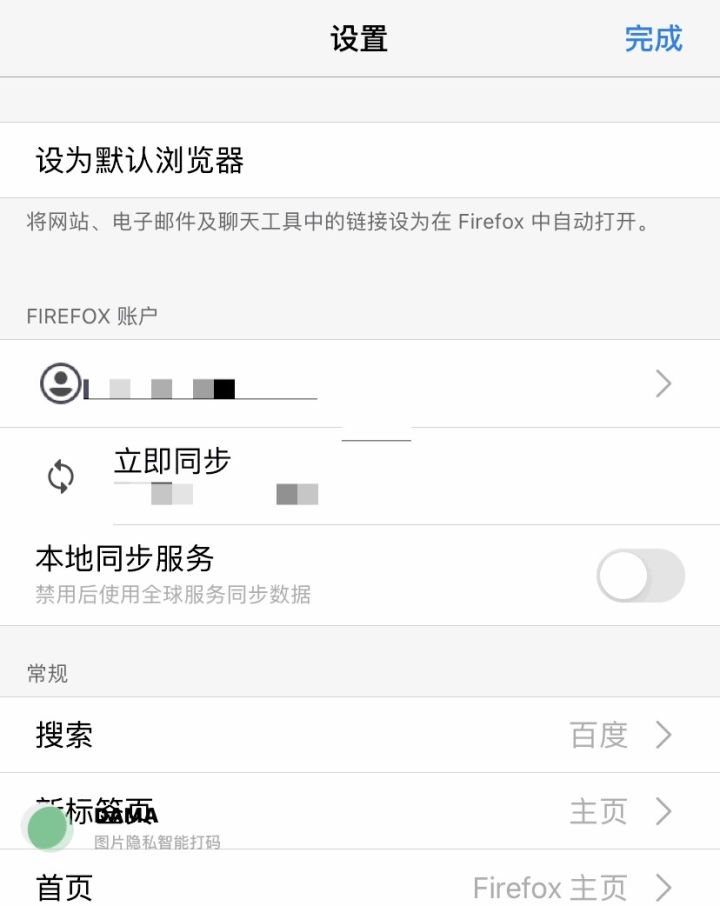 设置
完成
设为默认浏览器
将网站、电子邮件及聊天工具中的链接设为在 Firefox 中自动打开。
FIREFOX 账户
立即同步
本地同步服务
禁用后使用全球服务同步数据
常规
搜索
百度
新标签页
主页
DAMA
图片隐私智能打码
首页
Firefox 主页